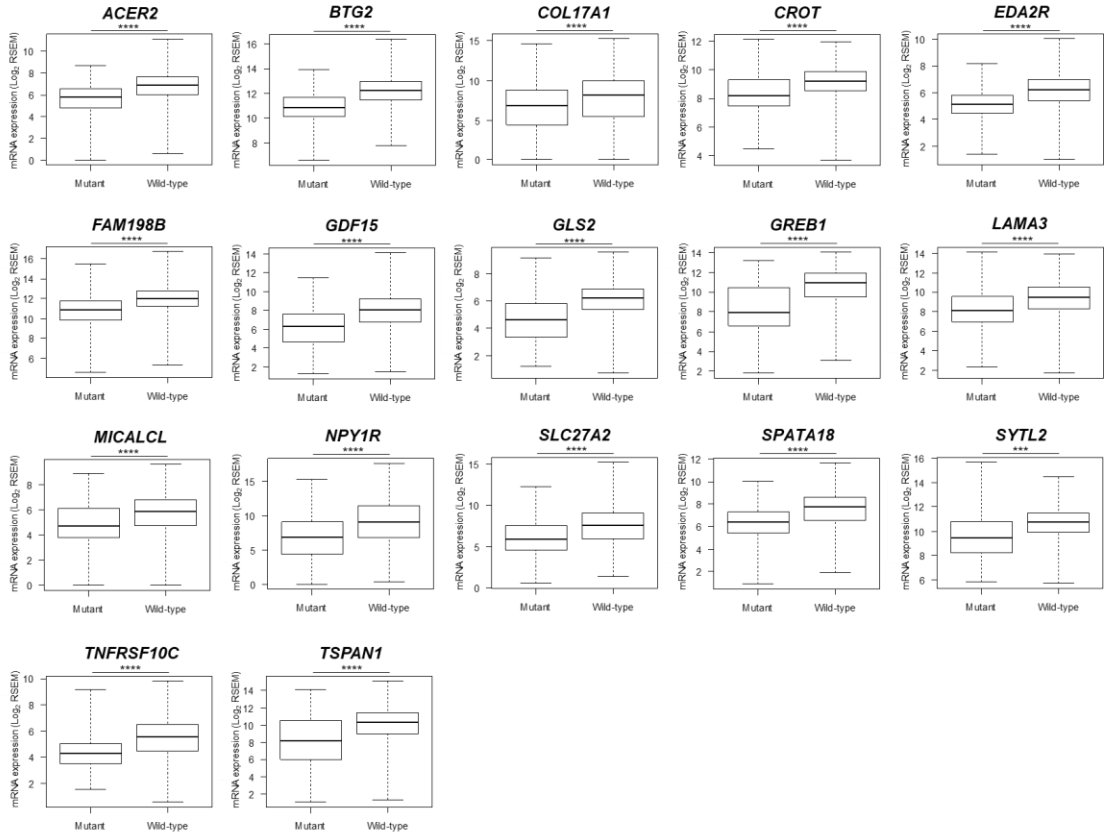 ACER2 BTG2 COL17A1 CROT EDA2R
**** **** **** **** ****
mRNA expression (Log2 RSEM) mRNA expression (Log2 RSEM) mRNA expression (Log2 RSEM) mRNA expression (Log2 RSEM) mRNA expression (Log2 RSEM)
10 8 6 4 2 0
16 14 12 10 8
15 10 5 0
12 10 8 6 4
10 8 6 4 2
Mutant Wild-type Mutant Wild-type Mutant Wild-type Mutant Wild-type Mutant Wild-type
FAM198B GDF15 GLS2 GREB1 LAMA3
**** **** **** **** ****
mRNA expression (Log2 RSEM) mRNA expression (Log2 RSEM) mRNA expression (Log2 RSEM) mRNA expression (Log2 RSEM) mRNA expression (Log2 RSEM)
16 14 12 10 8 6
14 12 10 8 6 4 2
8 6 4 2
14 12 10 8 6 4 2
14 12 10 8 6 4 2
Mutant Wild-type Mutant Wild-type Mutant Wild-type Mutant Wild-type Mutant Wild-type
MICALCL NPY1R SLC27A2 SPATA18 SYTL2
**** **** **** **** ***
mRNA expression (Log2 RSEM) mRNA expression (Log2 RSEM) mRNA expression (Log2 RSEM) mRNA expression (Log2 RSEM) mRNA expression (Log2 RSEM)
8 6 4 2 0
15 10 5 0
15 10 5 0
12 10 8 6 4 2
16 14 12 10 8 6
Mutant Wild-type Mutant Wild-type Mutant Wild-type Mutant Wild-type Mutant Wild-type
TNFRSF10C TSPAN1
**** ****
mRNA expression (Log2 RSEM) mRNA expression (Log2 RSEM)
10 8 6 4 2
14 12 10 8 6 4 2
Mutant Wild-type Mutant Wild-type